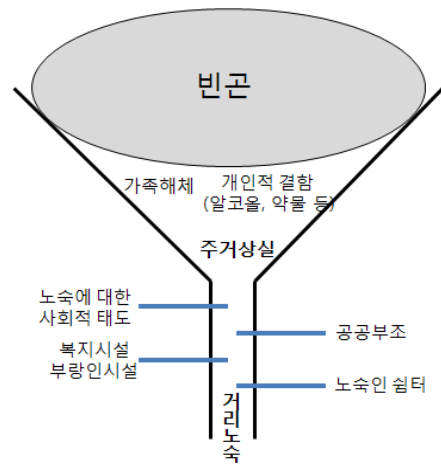 빈곤
가족해체
개인적 결함
(알코올, 약물 등)
주거상실
노숙에 대한
사회적 태도
공공부조
복지시설
부랑인시설
노숙인 쉼터
거리노숙